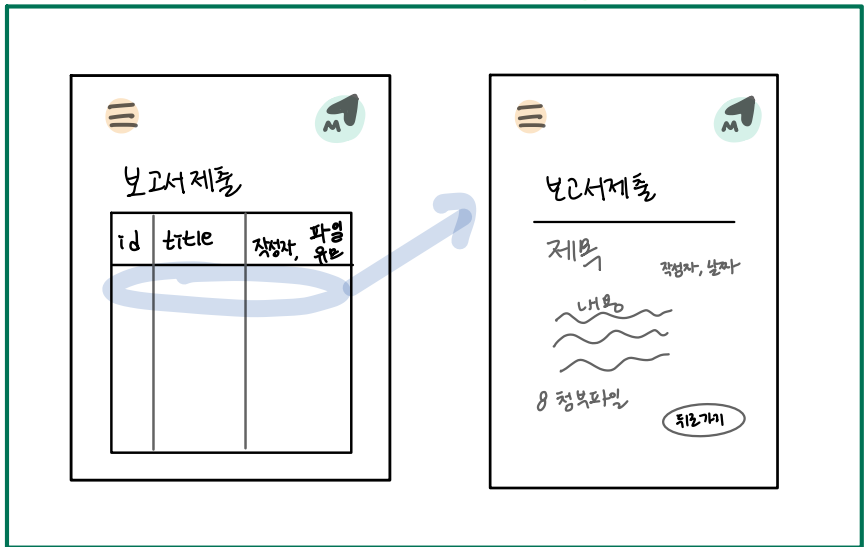 M
보고서제출
id title 작성자, 파일
유무
M
보고서제출
제목
작성자, 날짜
내용
8 첨부파일
뒤로가기